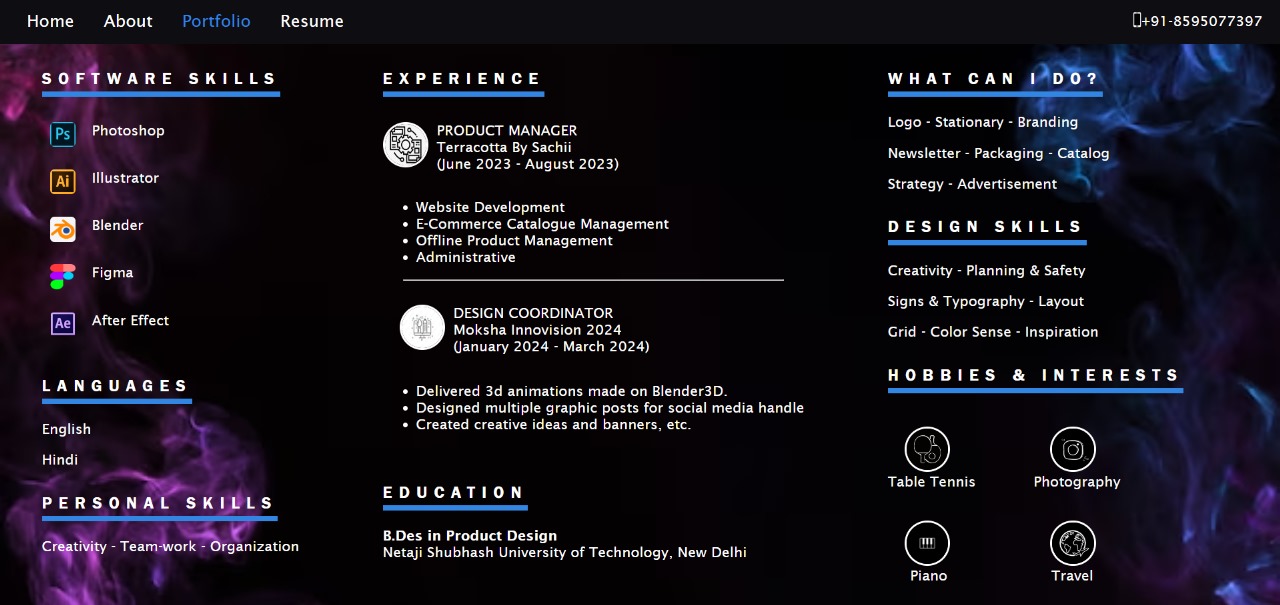 Home About Portfolio Resume +91-8595077397
SOFTWARE SKILLS
Ps Photoshop
Ai Illustrator
Blender
Figma
Ae After Effect
LANGUAGES
English
Hindi
PERSONAL SKILLS
Creativity - Team-work - Organization
EXPERIENCE
PRODUCT MANAGER
Terracotta By Sachii
(June 2023 - August 2023)
• Website Development
• E-Commerce Catalogue Management
• Offline Product Management
• Administrative
DESIGN COORDINATOR
Moksha Innovision 2024
(January 2024 - March 2024)
• Delivered 3d animations made on Blender3D.
• Designed multiple graphic posts for social media handle
• Created creative ideas and banners, etc.
EDUCATION
B.Des in Product Design
Netaji Shubhash University of Technology, New Delhi
WHAT CAN I DO?
Logo - Stationary - Branding
Newsletter - Packaging - Catalog
Strategy - Advertisement
DESIGN SKILLS
Creativity - Planning & Safety
Signs & Typography - Layout
Grid - Color Sense - Inspiration
HOBBIES & INTERESTS
Table Tennis Photography
Piano Travel